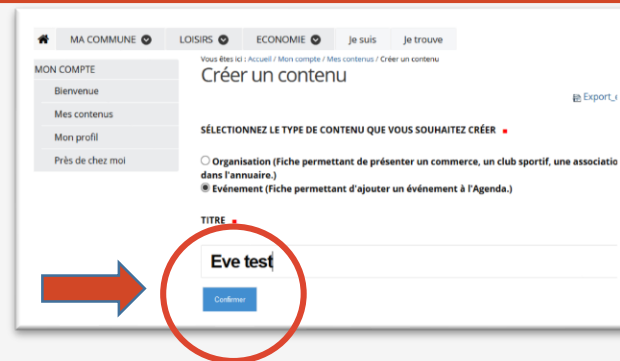 MA COMMUNE LOISIRS ECONOMIE Je suis Je trouve
Vous êtes ici : Accueil / Mon compte / Mes contenus / Créer un contenu
MON COMPTE
Créer un contenu
Bienvenue
Export_
Mes contenus
Mon profil
Près de chez moi
SÉLECTIONNEZ LE TYPE DE CONTENU QUE VOUS SOUHAITEZ CRÉER
Organisation (Fiche permettant de présenter un commerce, un club sportif, une associatio
dans l'annuaire.)
Evénement (Fiche permettant d'ajouter un événement à l'Agenda.)
TITRE
Eve test
Confirmer